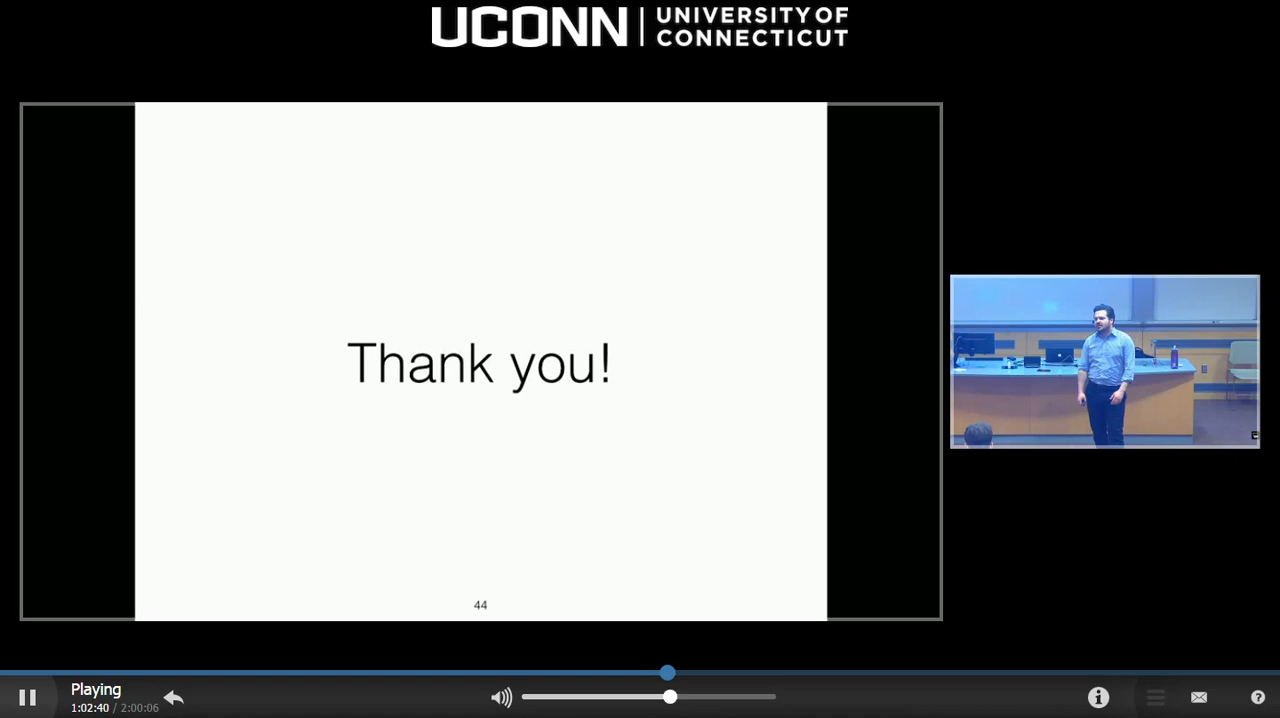 UCONN
UNIVERSITY OF
CONNECTICUT
Thank you!
44
Playing
1:02:40 / 2:00:06